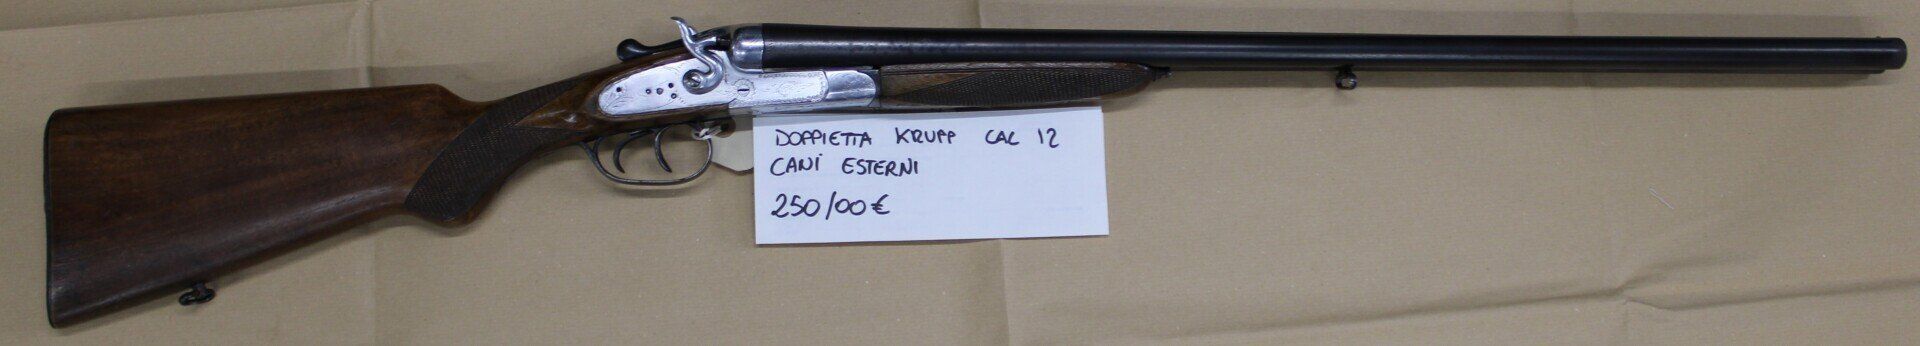 DOPPIETTA KRUPP CAL 12
CANI ESTERNI
250/00€